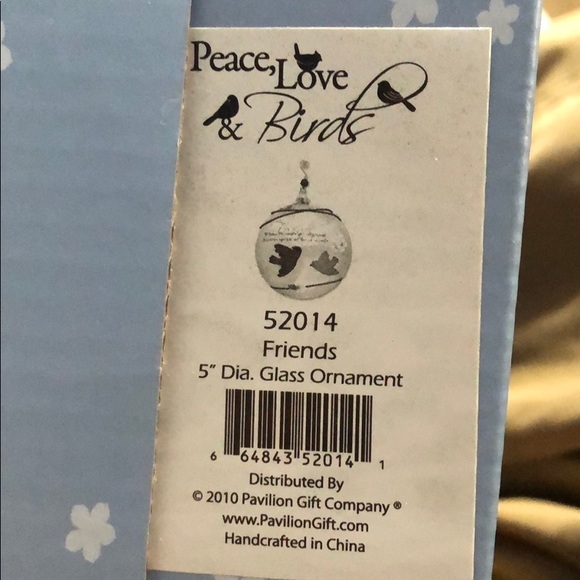 Peace, Love
& Birds
52014
Friends
5" Dia. Glass Ornament
6 64843 52014 1
Distributed By
© 2010 Pavilion Gift Company ®
www.PavilionGift.com
Handcrafted in China